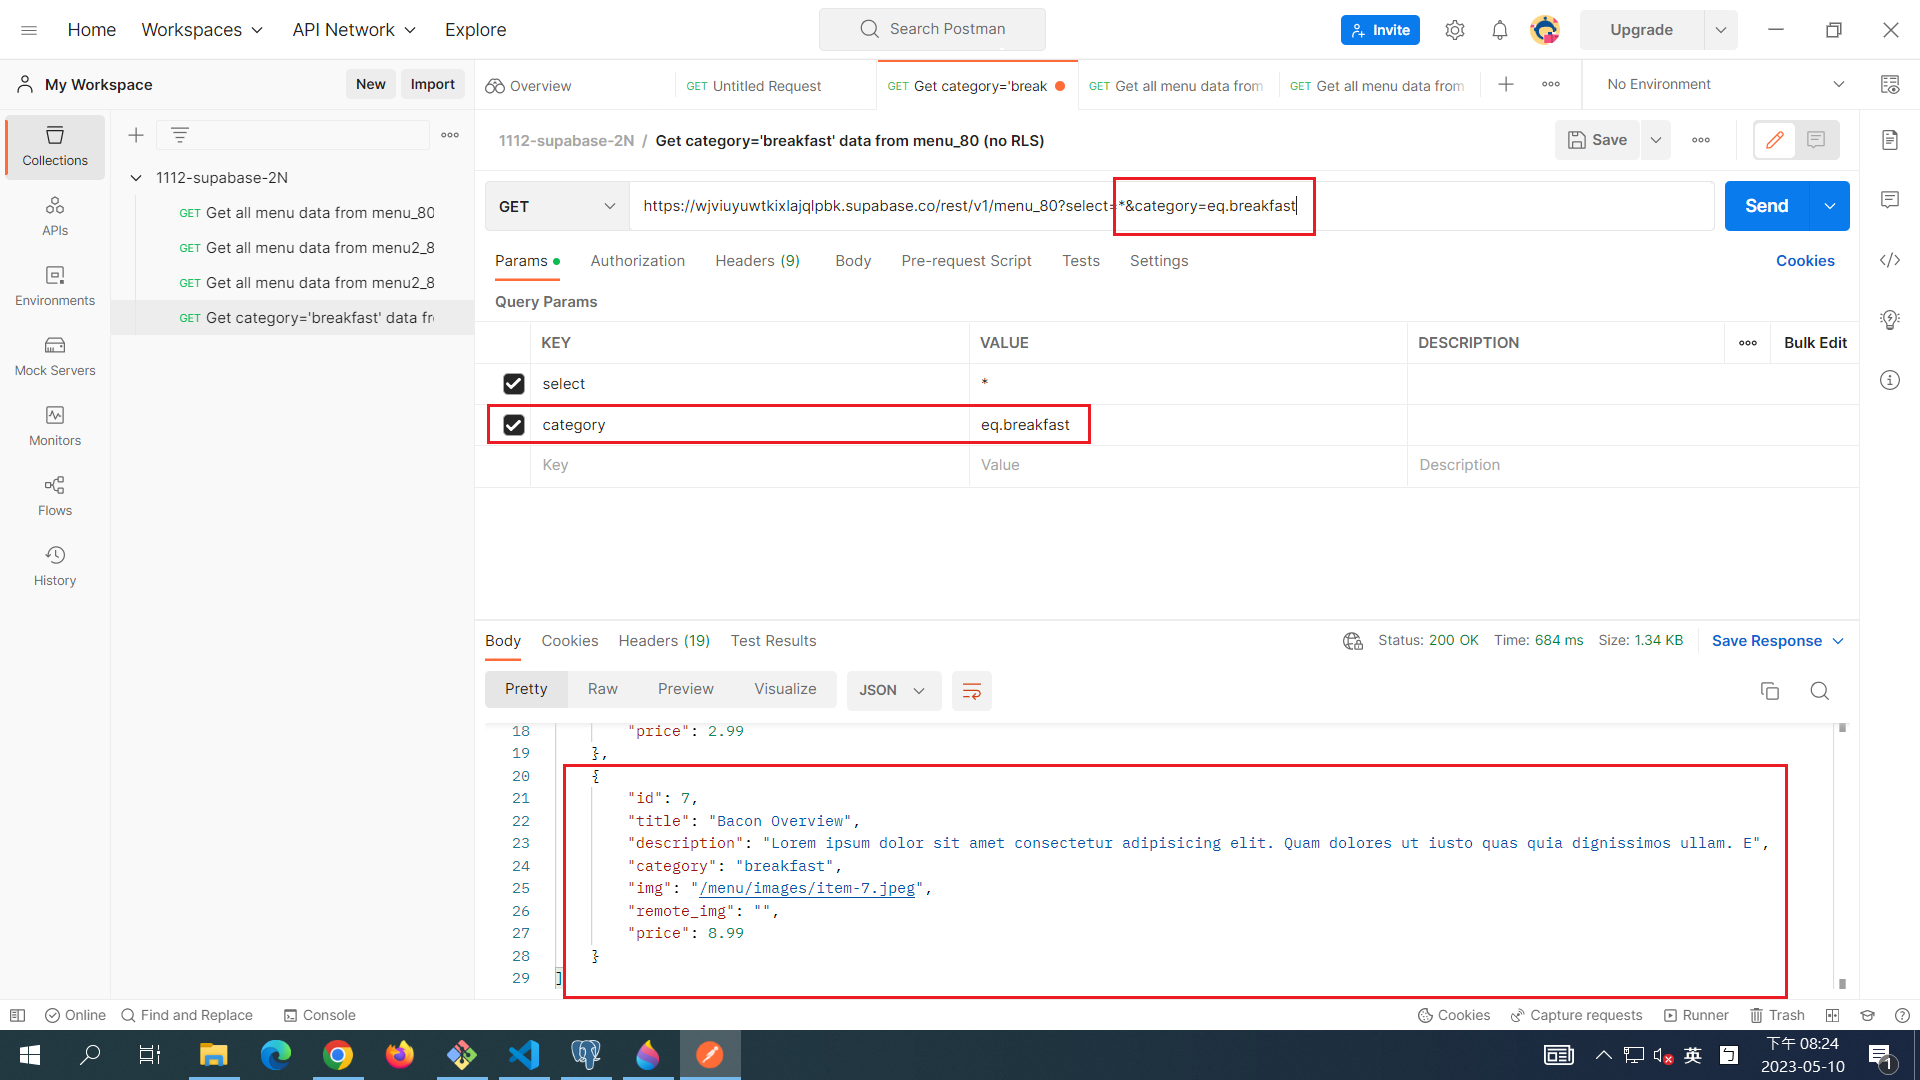 Home
Workspaces
API Network
Explore
Search Postman
Invite
Upgrade
My Workspace
New
Import
Overview
GET Untitled Request
GET Get category='break
GET Get all menu data from
GET Get all menu data from
No Environment
Collections
APIs
Environments
Mock Servers
Monitors
Flows
History
1112-supabase-2N
GET Get all menu data from menu_80
GET Get all menu data from menu2_8
GET Get all menu data from menu2_8
GET Get category='breakfast' data fr
1112-supabase-2N / Get category='breakfast' data from menu_80 (no RLS)
Save
GET
https://wjviuyuwtkixlajqlpbk.supabase.co/rest/v1/menu_80?select=*&category=eq.breakfast
Send
Params
Authorization
Headers (9)
Body
Pre-request Script
Tests
Settings
Cookies
Query Params
KEY VALUE DESCRIPTION
Bulk Edit
select *
category eq.breakfast
Key Value Description
Body
Cookies
Headers (19)
Test Results
Status: 200 OK Time: 684 ms Size: 1.34 KB
Save Response
Pretty
Raw
Preview
Visualize
JSON
18 "price": 2.99
19 },
20 {
21 "id": 7,
22 "title": "Bacon Overview",
23 "description": "Lorem ipsum dolor sit amet consectetur adipisicing elit. Quam dolores ut iusto quas quia dignissimos ullam. E",
24 "category": "breakfast",
25 "img": "/menu/images/item-7.jpeg",
26 "remote_img": "",
27 "price": 8.99
28 }
29 ]
Online
Find and Replace
Console
Cookies
Capture requests
Runner
Trash
英
ㄅ
下午 08:24
2023-05-10
1